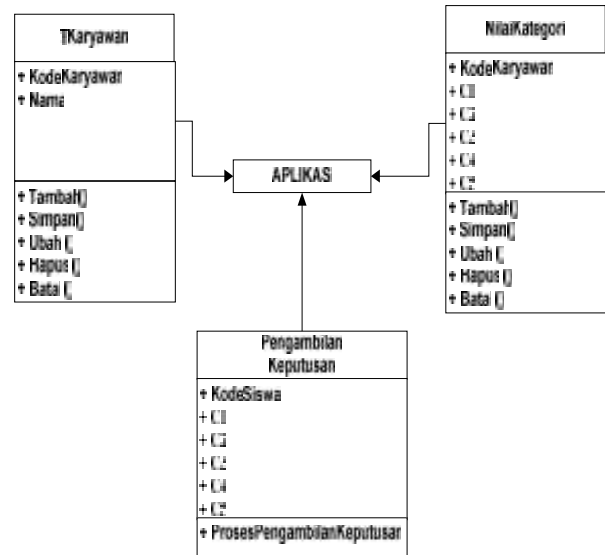 TKaryawan
+ KodeKaryawan
+ Nama
+ Tambah()
+ Simpan()
+ Ubah ()
+ Hapus ()
+ Batal ()
NilaiKategori
+ KodeKaryawan
+ C1
+ C2
+ C3
+ C4
+ C5
+ Tambah()
+ Simpan()
+ Ubah ()
+ Hapus ()
+ Batal ()
APLIKASI
Pengambilan
Keputusan
+ KodeSiswa
+ C1
+ C2
+ C3
+ C4
+ C5
+ ProsesPengambilanKeputusan